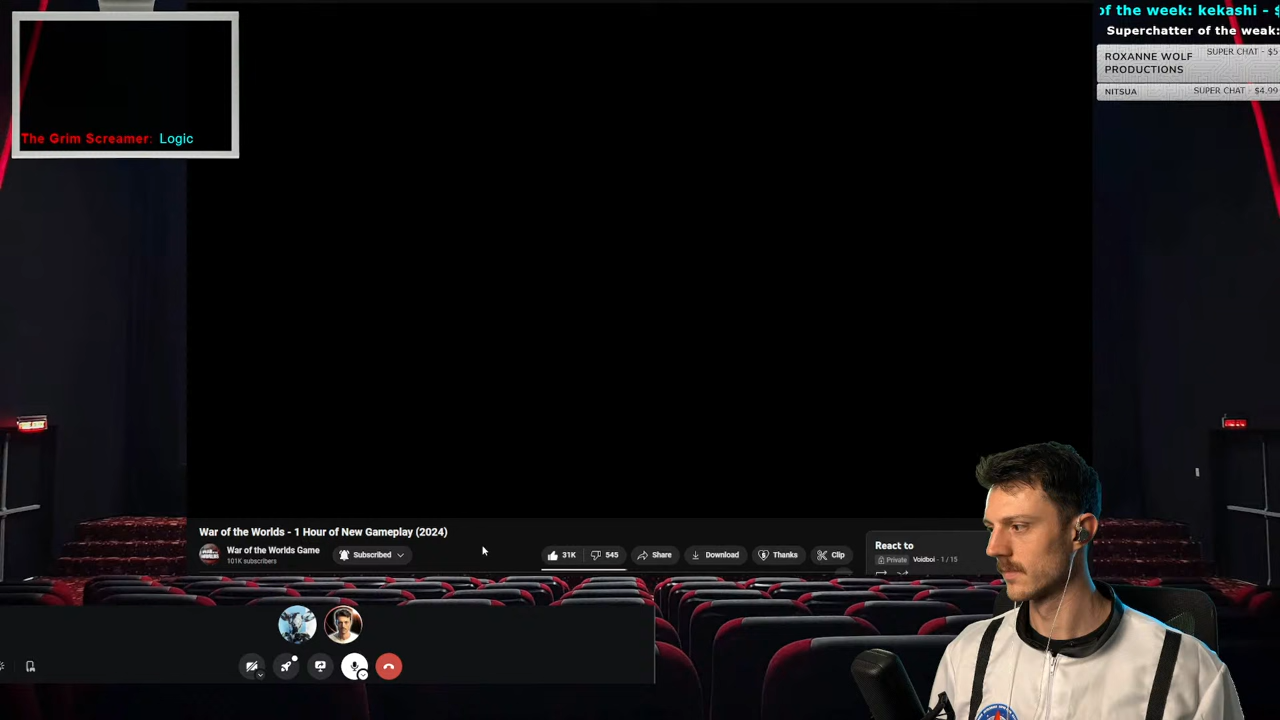 of the week: kekashi - $
Superchatter of the weak:
ROXANNE WOLF
PRODUCTIONS
SUPER CHAT - $5
NITSUA
SUPER CHAT - $4.99
The Grim Screamer: Logic
War of the Worlds - 1 Hour of New Gameplay (2024)
War of the Worlds Game
101K subscribers
Subscribed
31K
545
Share
Download
Thanks
Clip
React to
Private
Voidboi - 1 / 15